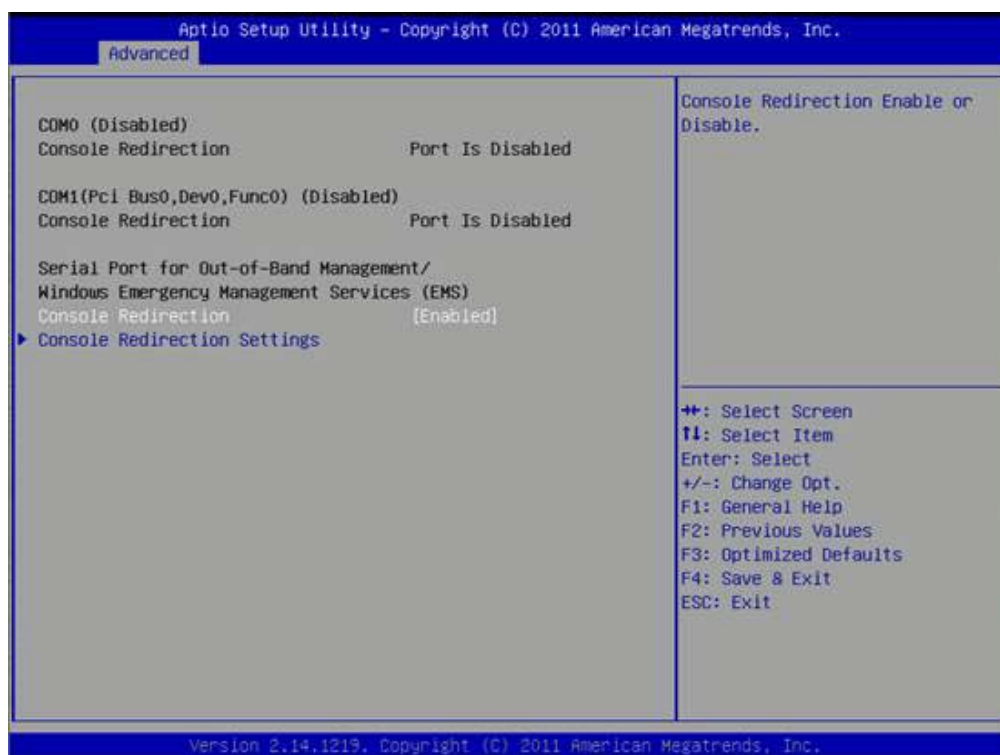 Aptio Setup Utility – Copyright (C) 2011 American Megatrends, Inc.
Advanced
COM0 (Disabled)
Console Redirection Port Is Disabled
COM1(Pci Bus0,Dev0,Func0) (Disabled)
Console Redirection Port Is Disabled
Serial Port for Out-of-Band Management/
Windows Emergency Management Services (EMS)
Console Redirection [Enabled]
Console Redirection Settings
Console Redirection Enable or
Disable.
→←: Select Screen
↑↓: Select Item
Enter: Select
+/-: Change Opt.
F1: General Help
F2: Previous Values
F3: Optimized Defaults
F4: Save & Exit
ESC: Exit
Version 2.14.1219. Copyright (C) 2011 American Megatrends, Inc.